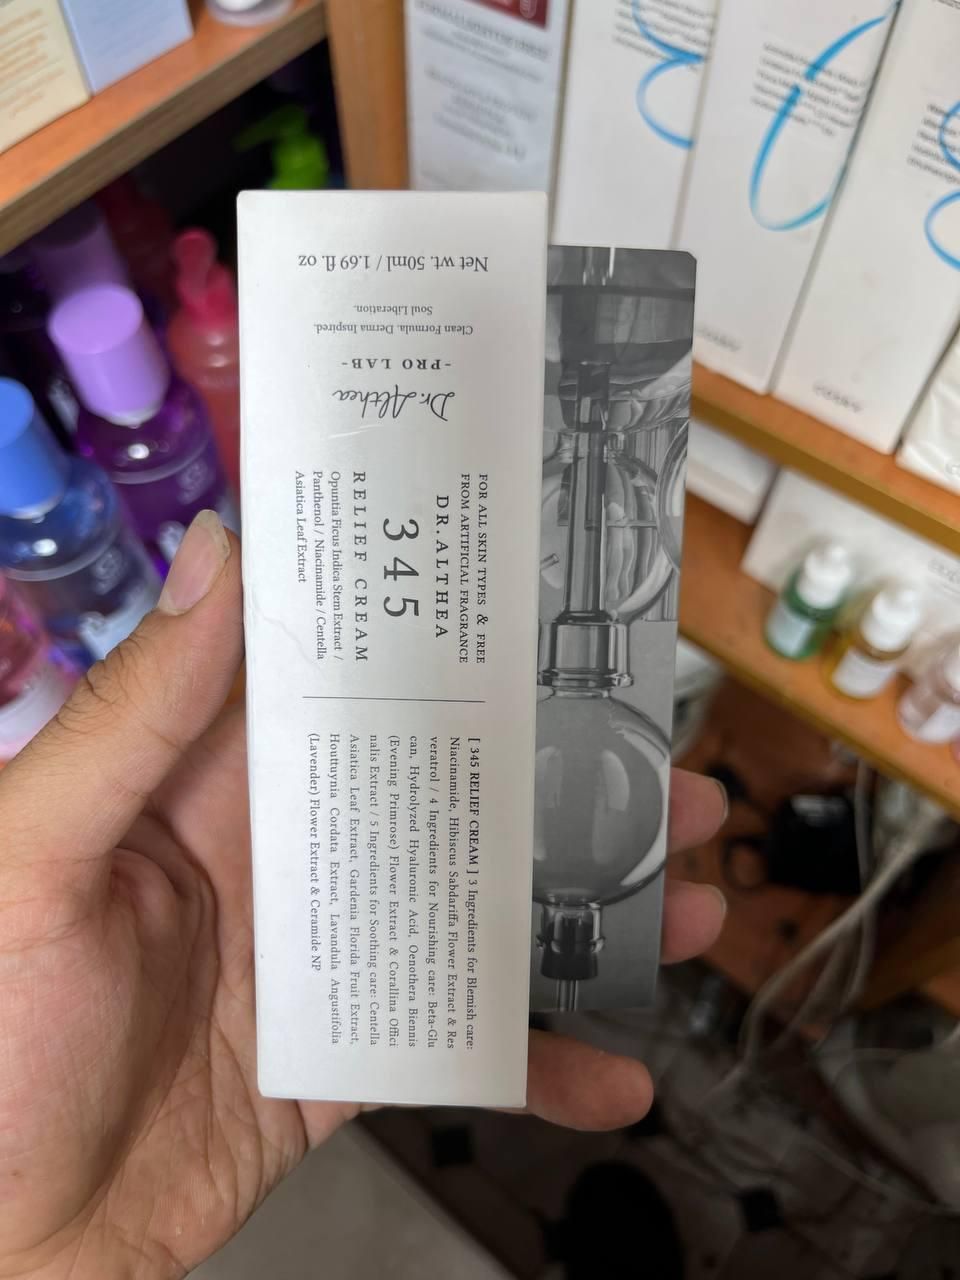 Net wt. 50ml / 1.69 fl. oz
Clean Formula. Derma Inspired.
Soul Liberation.
-PRO LAB-
Dr.Althea
FOR ALL SKIN TYPES & FREE
FROM ARTIFICIAL FRAGRANCE
DR.ALTHEA
345
RELIEF CREAM
Opuntia Ficus Indica Stem Extract /
Panthenol / Niacinamide / Centella
Asiatica Leaf Extract
[ 345 RELIEF CREAM ] 3 Ingredients for Blemish care:
Niacinamide, Hibiscus Sabdariffa Flower Extract & Res
veratrol / 4 Ingredients for Nourishing care: Beta-Glu
can, Hydrolyzed Hyaluronic Acid, Oenothera Biennis
(Evening Primrose) Flower Extract & Corallina Offici
nalis Extract / 5 Ingredients for Soothing care: Centella
Asiatica Leaf Extract, Gardenia Florida Fruit Extract,
Houttuynia Cordata Extract, Lavandula Angustifolia
(Lavender) Flower Extract & Ceramide NP